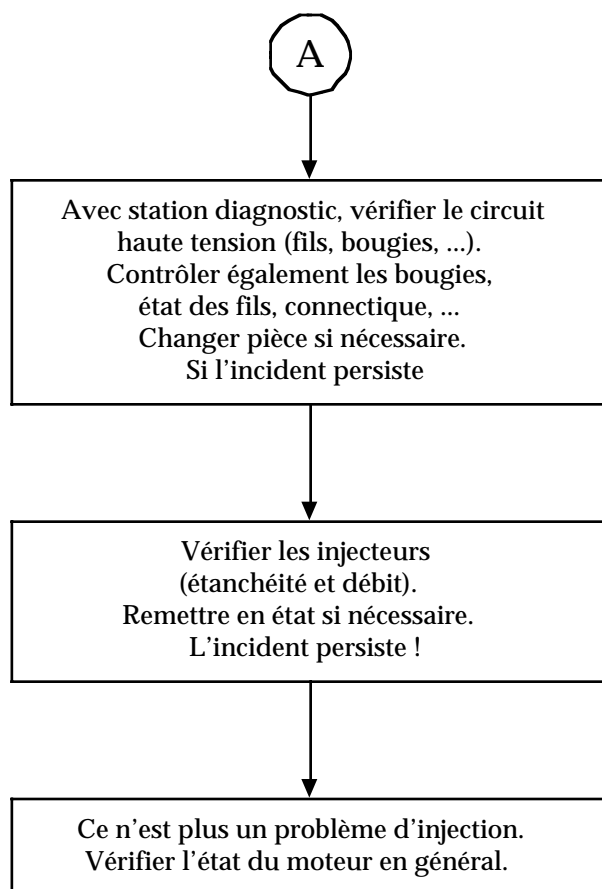 A
Avec station diagnostic, vérifier le circuit
haute tension (fils, bougies, ...).
Contrôler également les bougies,
état des fils, connectique, ...
Changer pièce si nécessaire.
Si l'incident persiste
Vérifier les injecteurs
(étanchéité et débit).
Remettre en état si nécessaire.
L'incident persiste !
Ce n'est plus un problème d'injection.
Vérifier l'état du moteur en général.